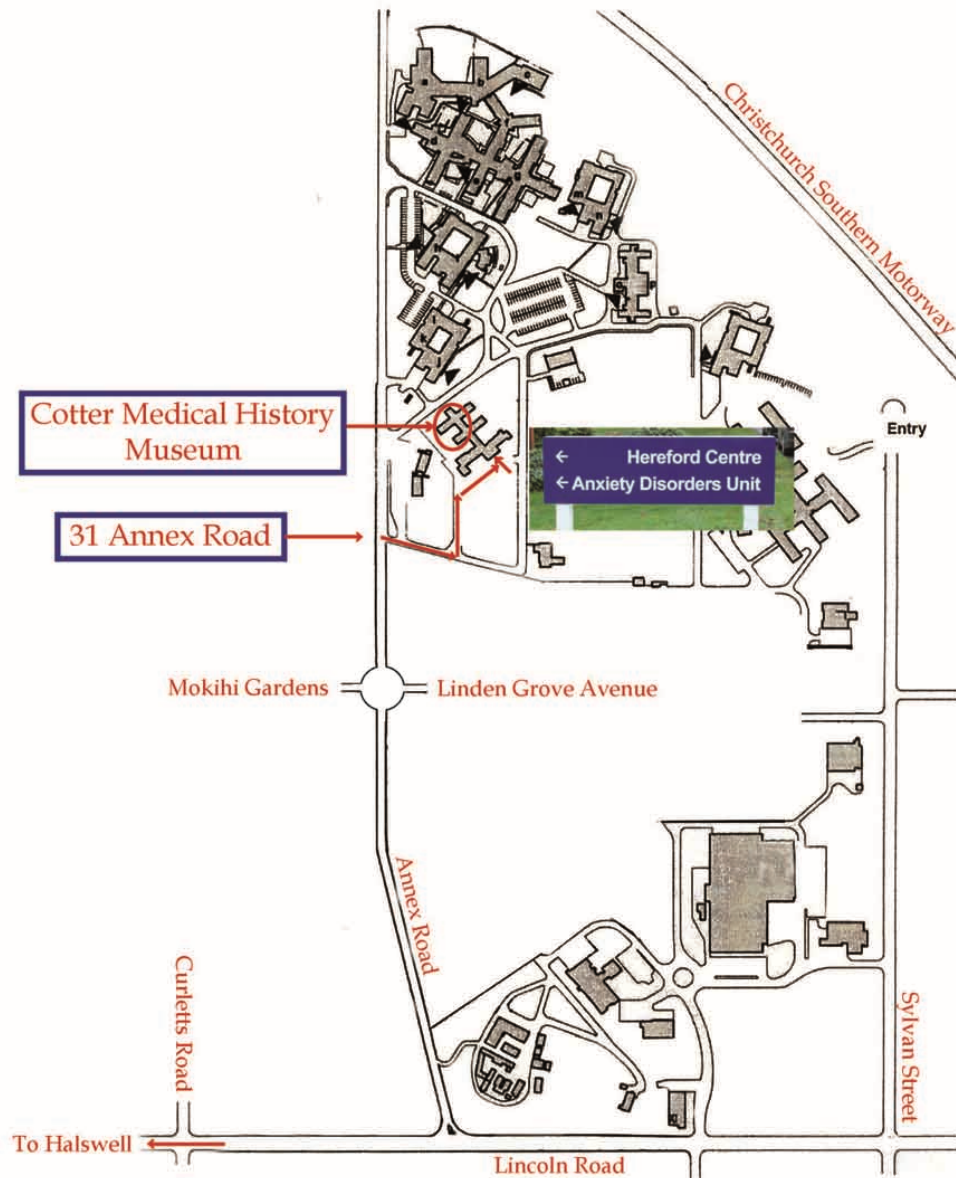 Christchurch Southern Motorway
Cotter Medical History
Museum
Entry
← Hereford Centre
← Anxiety Disorders Unit
31 Annex Road
Mokihi Gardens
Linden Grove Avenue
Annex Road
Curletts Road
Sylvan Street
To Halswell
Lincoln Road